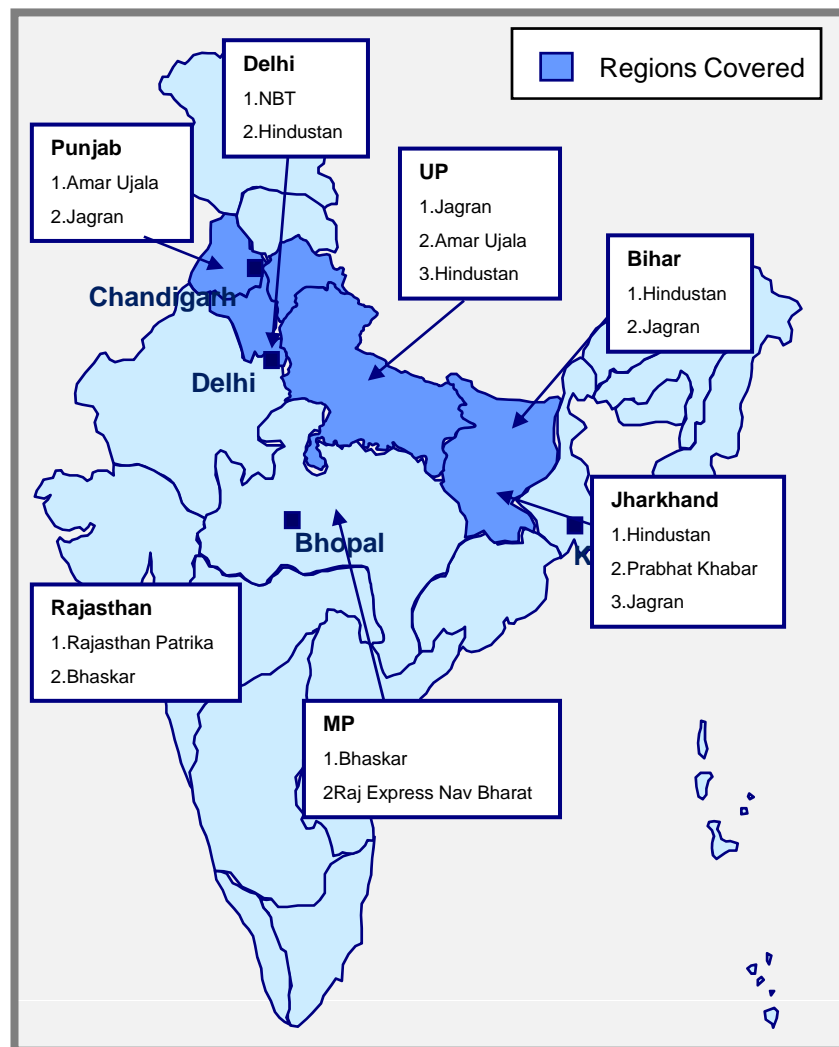 Delhi
1.NBT
2.Hindustan
Regions Covered
Punjab
1.Amar Ujala
2.Jagran
UP
1.Jagran
2.Amar Ujala
3.Hindustan
Bihar
1.Hindustan
2.Jagran
Chandigarh
Delhi
Jharkhand
1.Hindustan
2.Prabhat Khabar
3.Jagran
Bhopal
K
Rajasthan
1.Rajasthan Patrika
2.Bhaskar
MP
1.Bhaskar
2Raj Express Nav Bharat